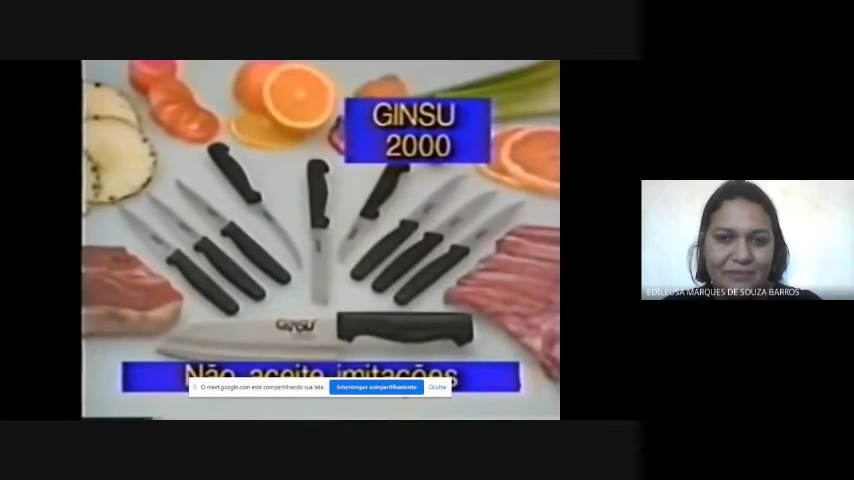 GINSU
2000
GINSU
Não aceite imitações
O meet.google.com está compartilhando sua tela.
Interromper compartilhamento
Ocultar
EDILEUSA MARQUES DE SOUZA BARROS